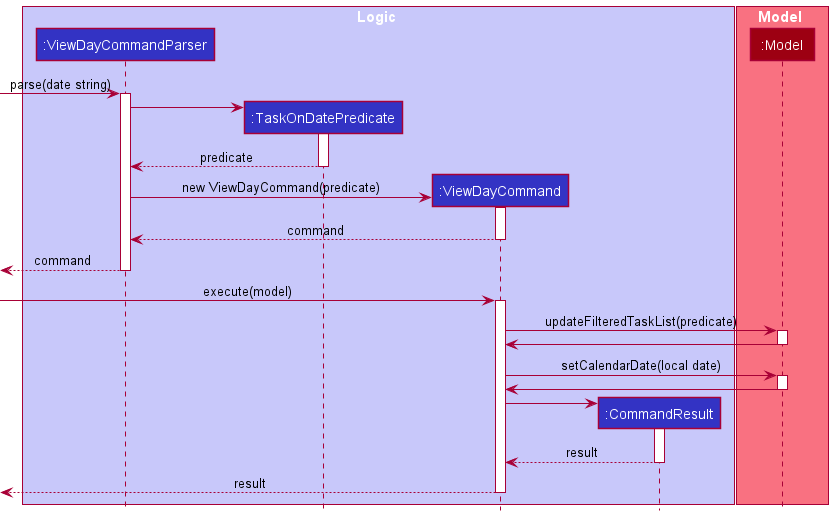 Logic
Model
:ViewDayCommandParser
:Model
parse(date string)
:TaskOnDatePredicate
predicate
new ViewDayCommand(predicate)
:ViewDayCommand
command
command
execute(model)
updateFilteredTaskList(predicate)
setCalendarDate(local date)
:CommandResult
result
result